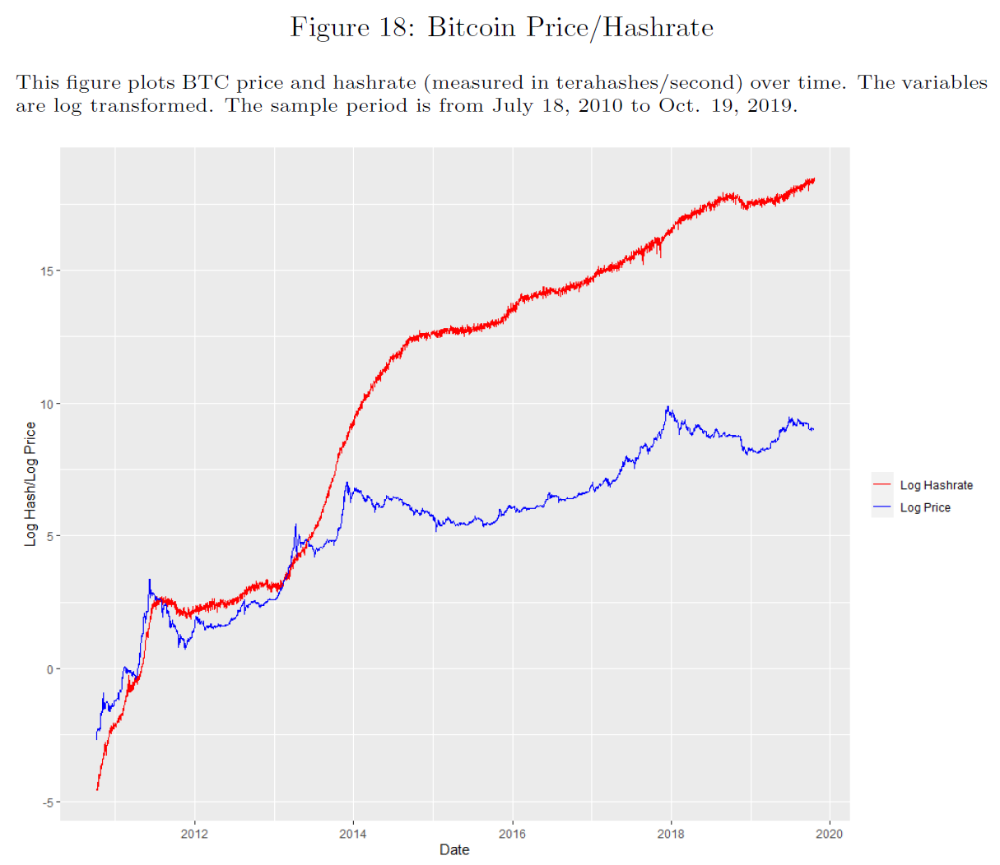 Figure 18: Bitcoin Price/Hashrate
This figure plots BTC price and hashrate (measured in terahashes/second) over time. The variables
are log transformed. The sample period is from July 18, 2010 to Oct. 19, 2019.
Log Hash/Log Price
15
10
5
0
-5
2012
2014
2016
2018
2020
Date
Log Hashrate
Log Price